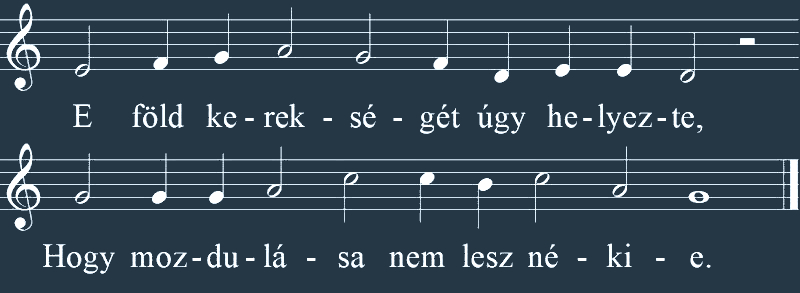 E föld ke - rek - sé - gét úgy he - lyez - te,
Hogy moz - du - lá - sa nem lesz né - ki - e.